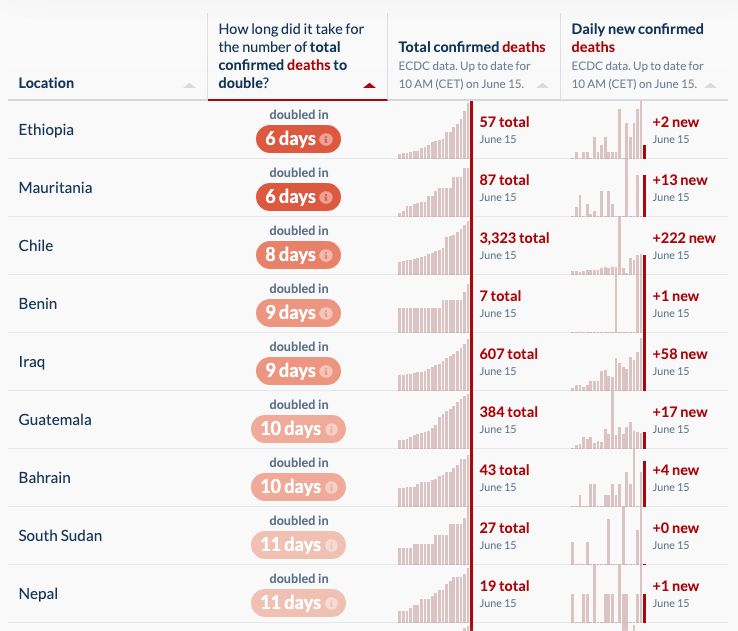 How long did it take for
the number of total
confirmed deaths to
double?
Location
Total confirmed deaths
ECDC data. Up to date for
10 AM (CET) on June 15.
Daily new confirmed
deaths
ECDC data. Up to date for
10 AM (CET) on June 15.
Ethiopia
doubled in
6 days
57 total
June 15
+2 new
June 15
Mauritania
doubled in
6 days
87 total
June 15
+13 new
June 15
Chile
doubled in
8 days
3,323 total
June 15
+222 new
June 15
Benin
doubled in
9 days
7 total
June 15
+1 new
June 15
Iraq
doubled in
9 days
607 total
June 15
+58 new
June 15
Guatemala
doubled in
10 days
384 total
June 15
+17 new
June 15
Bahrain
doubled in
10 days
43 total
June 15
+4 new
June 15
South Sudan
doubled in
11 days
27 total
June 15
+0 new
June 15
Nepal
doubled in
11 days
19 total
June 15
+1 new
June 15